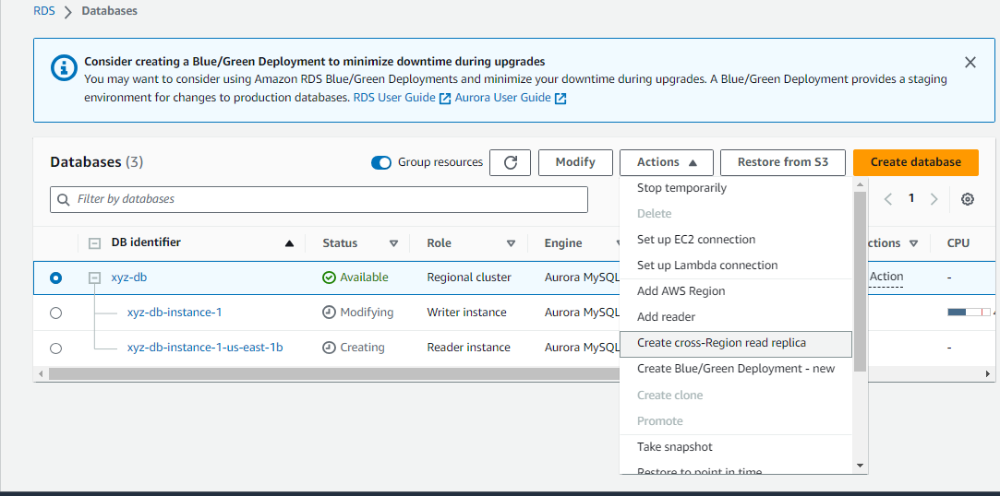 RDS > Databases
Consider creating a Blue/Green Deployment to minimize downtime during upgrades
You may want to consider using Amazon RDS Blue/Green Deployments and minimize your downtime during upgrades. A Blue/Green Deployment provides a staging
environment for changes to production databases. RDS User Guide Aurora User Guide
Databases (3) Group resources Modify Actions Restore from S3 Create database
Filter by databases 1
DB identifier Status Role Engine ctions CPU
xyz-db Available Regional cluster Aurora MySQL Action -
xyz-db-instance-1 Modifying Writer instance Aurora MySQL
xyz-db-instance-1-us-east-1b Creating Reader instance Aurora MySQL -
Stop temporarily
Delete
Set up EC2 connection
Set up Lambda connection
Add AWS Region
Add reader
Create cross-Region read replica
Create Blue/Green Deployment - new
Create clone
Promote
Take snapshot
Restore to point in time